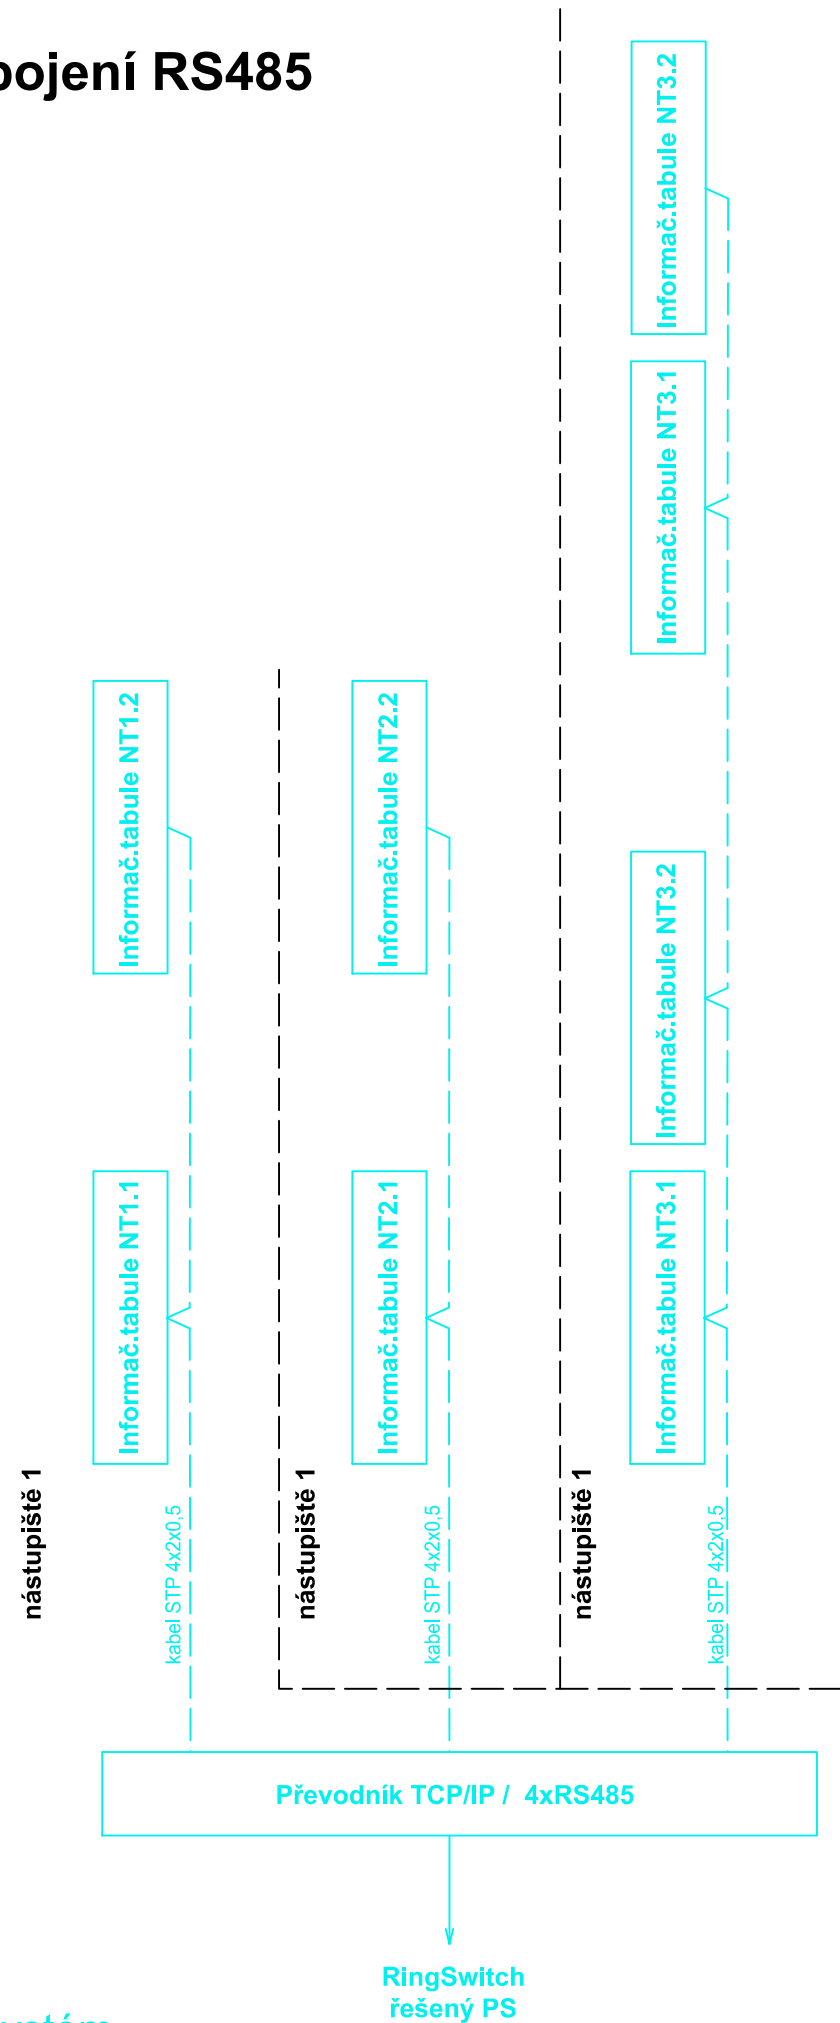 pojení RS485
Informač.tabule NT3.2
Informač.tabule NT3.1
Informač.tabule NT1.2
Informač.tabule NT2.2
Informač.tabule NT3.2
Informač.tabule NT1.1
Informač.tabule NT2.1
Informač.tabule NT3.1
nástupiště 1
kabel STP 4x2x0,5
nástupiště 1
kabel STP 4x2x0,5
nástupiště 1
kabel STP 4x2x0,5
Převodník TCP/IP / 4xRS485
RingSwitch
řešený PS